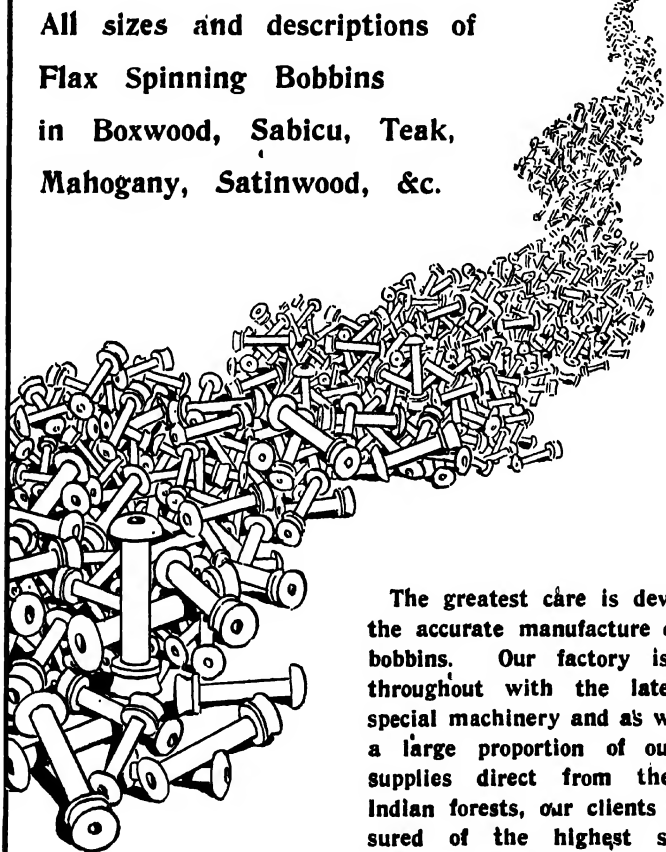 All sizes and descriptions of
Flax Spinning Bobbins
in Boxwood, Sabicu, Teak,
Mahogany, Satinwood, &c.
The greatest care is dev
the accurate manufacture
bobbins. Our factory is
throughout with the late
special machinery and as w
a large proportion of ou
supplies direct from the
Indian forests, our clients
sured of the highest s